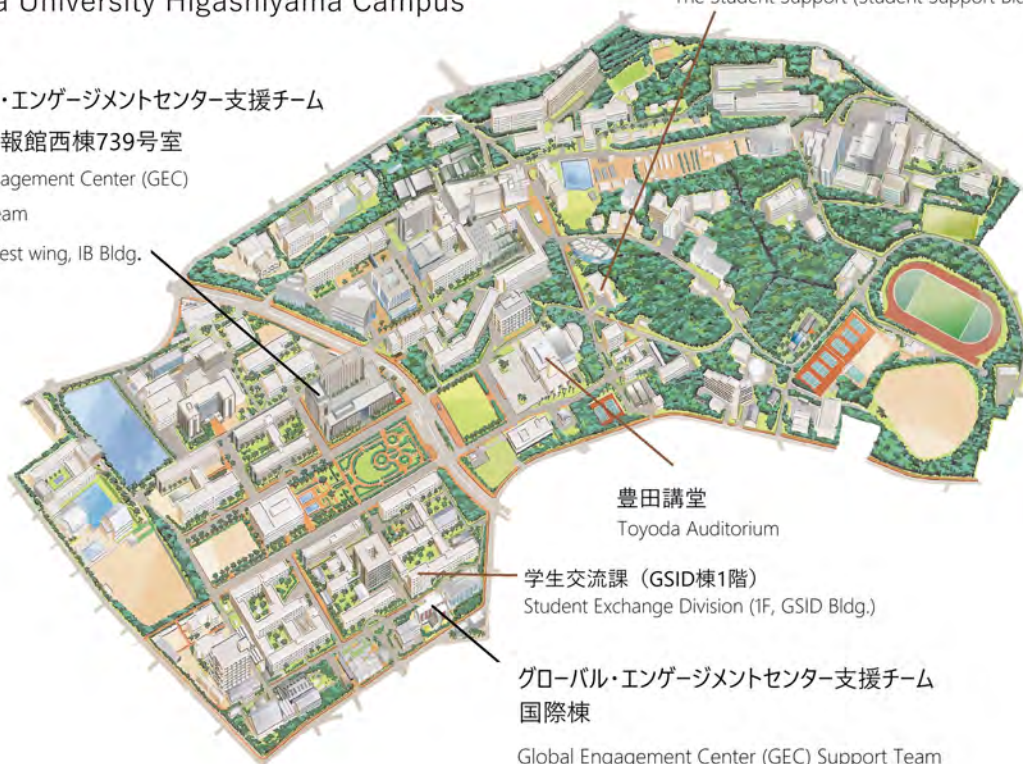 University Higashiyama Campus
The Student Support (Student Support
・エンゲージメントセンター支援チーム
報館西棟739号室
agement Center (GEC)
est wing, IB Bldg.
豊田講堂
Toyoda Auditorium
学生交流課（GSID棟1階）
Student Exchange Division (1F, GSID Bldg.)
グローバル・エンゲージメントセンター支援チーム
国際棟
Global Engagement Center (GEC) Support Team